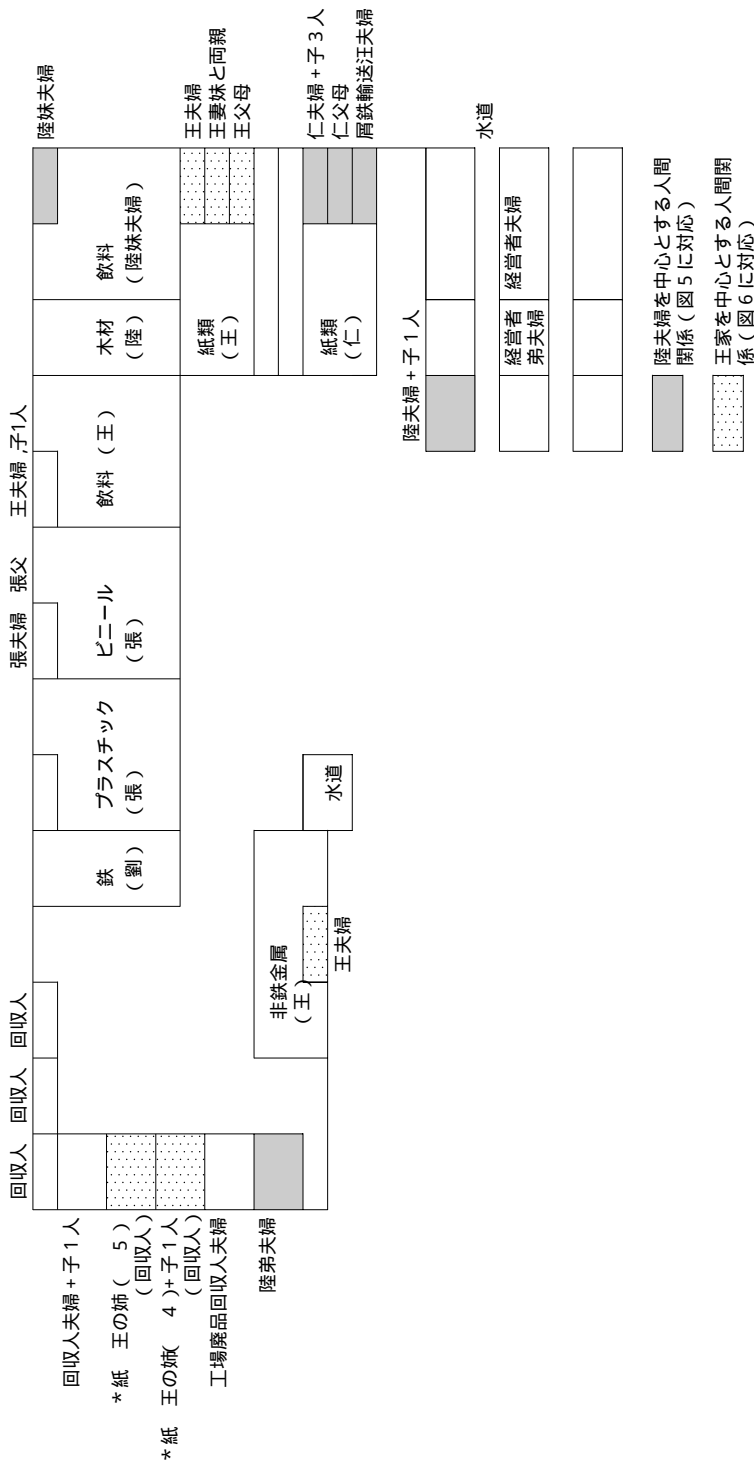 陸妹夫婦
王夫婦
王妻妹と両親
王父母
仁夫婦+子3人
仁父母
屑鉄輸送汪夫婦
水道
飲料
(陸妹夫婦)
木材
(陸)
紙類
(王)
紙類
(仁)
陸夫婦+子1人
経営者夫婦
経営者
弟夫婦
陸夫婦を中心とする人間
関係(図5に対応)
王家を中心とする人間関
係(図6に対応)
王夫婦,子1人
飲料(王)
張夫婦 張父
ビニール
(張)
プラスチック
(張)
水道
鉄
(劉)
非鉄金属
(王)
王夫婦
回収人
回収人
回収人
回収人夫婦+子1人
*紙 王の姉( 5)
(回収人)
*紙 王の姉( 4)+子1人
(回収人)
工場廃品回収人夫婦
陸弟夫婦